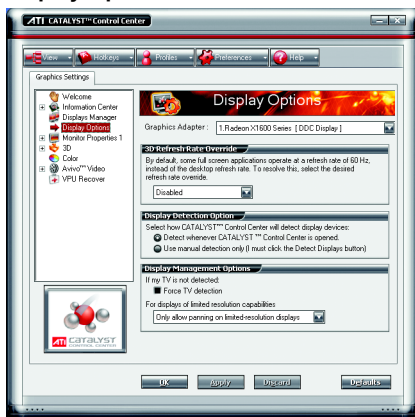 ATI CATALYST™ Control Center
View
Hotkeys
Profiles
Preferences
Help
Graphics Settings
Welcome
Information Center
Displays Manager
Display Options
Monitor Properties 1
3D
Color
Avivo™ Video
VPU Recover
ATI CATALYST
CONTROL CENTER
Display Options
Graphics Adapter :
1.Radeon X1600 Series [ DDC Display ]
3D Refresh Rate Override
By default, some full screen applications operate at a refresh rate of 60 Hz,
instead of the desktop refresh rate. To resolve this, select the desired
refresh rate override.
Disabled
Display Detection Option
Select how CATALYST™ Control Center will detect display devices:
Detect whenever CATALYST ™ Control Center is opened.
Use manual detection only (I must click the Detect Displays button)
Display Management Options
If my TV is not detected:
Force TV detection
For displays of limited resolution capabilities
Only allow panning on limited-resolution displays
OK
Apply
Discard
Defaults